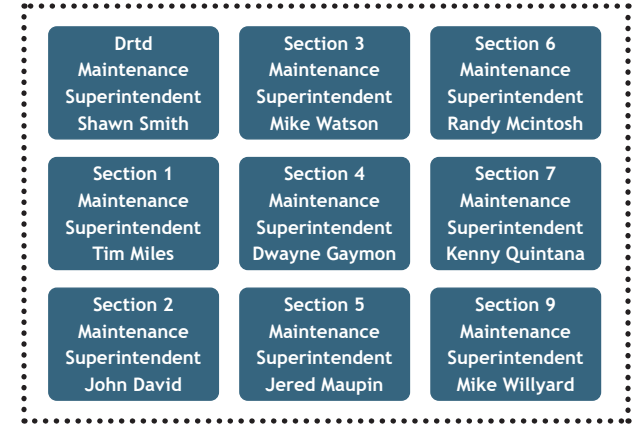 Drtd
Maintenance
Superintendent
Shawn Smith
Section 1
Maintenance
Superintendent
Tim Miles
Section 2
Maintenance
Superintendent
John David
Section 3
Maintenance
Superintendent
Mike Watson
Section 4
Maintenance
Superintendent
Dwayne Gaymon
Section 5
Maintenance
Superintendent
Jered Maupin
Section 6
Maintenance
Superintendent
Randy Mcintosh
Section 7
Maintenance
Superintendent
Kenny Quintana
Section 9
Maintenance
Superintendent
Mike Willyard